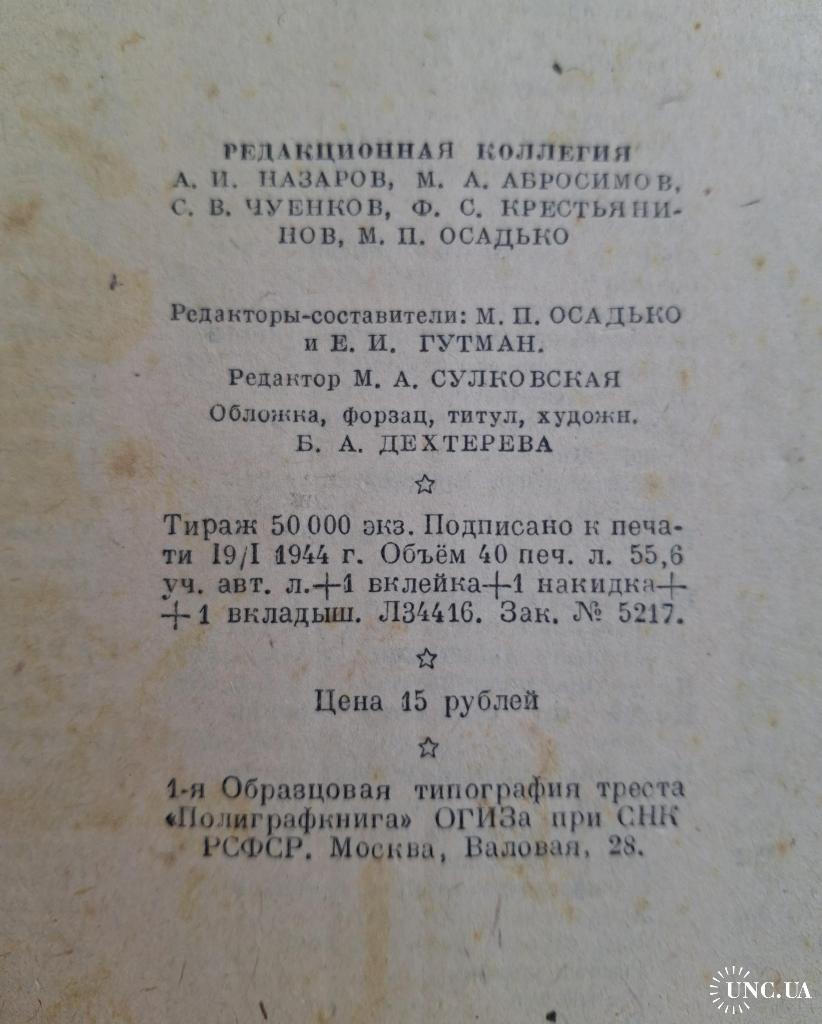 РЕДАКЦИОННАЯ КОЛЛЕГИЯ
А. И. НАЗАРОВ, М. А. АБРОСИМОВ,
С. В. ЧУЕНКОВ, Ф. С. КРЕСТЬЯНИ-
НОВ, М. П. ОСАДЬКО
Редакторы-составители: М. П. ОСАДЬКО
и Е. И. ГУТМАН.
Редактор М. А. СУЛКОВСКАЯ
Обложка, форзац, титул, художн.
Б. А. ДЕХТЕРЕВА
Тираж 50 000 экз. Подписано к печа-
ти 19/I 1944 г. Объём 40 печ. л. 55,6
уч. авт. л.+1 вклейка+1 накидка+
+1 вкладыш. Л34416. Зак. № 5217.
Цена 15 рублей
1-я Образцовая типография треста
«Полиграфкнига» ОГИЗа при СНК
РСФСР. Москва, Валовая, 28.
UNC.UA